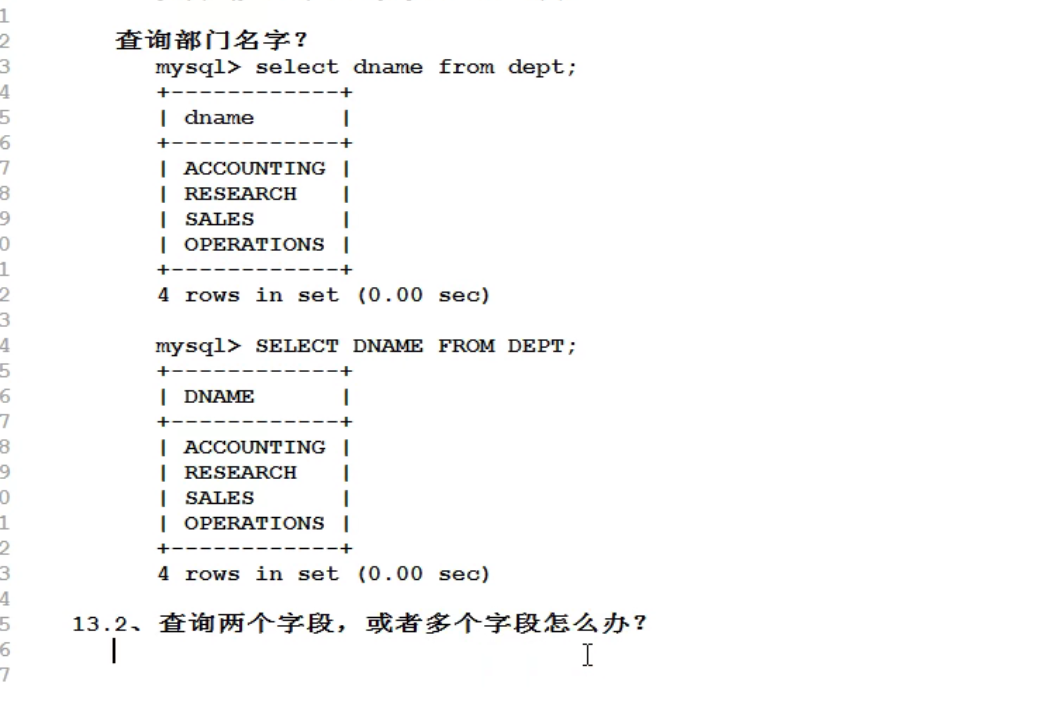 1
2 查询部门名字?
3 mysql> select dname from dept;
4 +------------+
5 | dname      |
6 +------------+
7 | ACCOUNTING |
8 | RESEARCH   |
9 | SALES      |
0 | OPERATIONS |
1 +------------+
2 4 rows in set (0.00 sec)
3
4 mysql> SELECT DNAME FROM DEPT;
5 +------------+
6 | DNAME      |
7 +------------+
8 | ACCOUNTING |
9 | RESEARCH   |
0 | SALES      |
1 | OPERATIONS |
2 +------------+
3 4 rows in set (0.00 sec)
4
5 13.2、查询两个字段，或者多个字段怎么办?
6
7